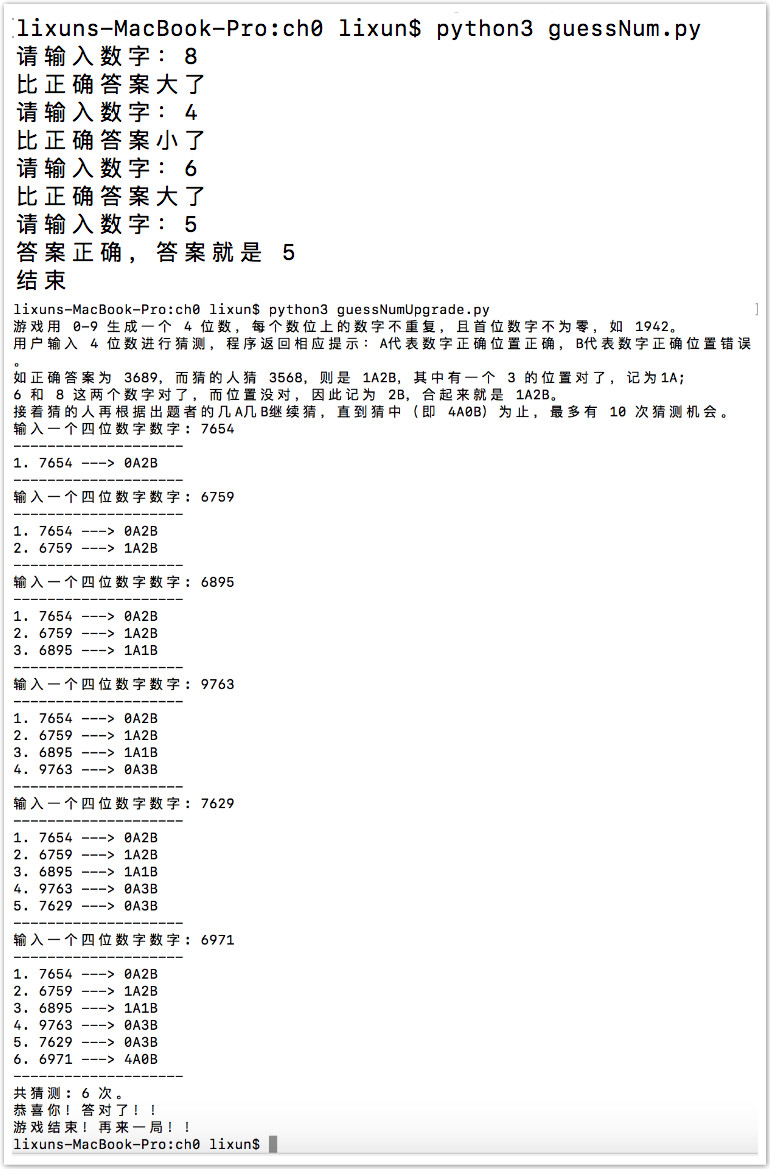 lixuns-MacBook-Pro:ch0 lixun$ python3 guessNum.py
请输入数字: 8
比正确答案大了
请输入数字: 4
比正确答案小了
请输入数字: 6
比正确答案大了
请输入数字: 5
答案正确, 答案就是 5
结束
lixuns-MacBook-Pro:ch0 lixun$ python3 guessNumUpgrade.py
游戏用 0-9 生成一个 4 位数, 每个数位上的数字不重复, 且首位数字不为零, 如 1942。
用户输入 4 位数进行猜测, 程序返回相应提示: A代表数字正确位置正确, B代表数字正确位置错误
。
如正确答案为 3689, 而猜的人猜 3568, 则是 1A2B, 其中有一个 3 的位置对了, 记为1A;
6 和 8 这两个数字对了, 而位置没对, 因此记为 2B, 合起来就是 1A2B。
接着猜的人再根据出题者的几A几B继续猜, 直到猜中 (即 4A0B) 为止, 最多有 10 次猜测机会。
输入一个四位数字数字: 7654
--------------------
1. 7654 ---> 0A2B
--------------------
输入一个四位数字数字: 6759
--------------------
1. 7654 ---> 0A2B
2. 6759 ---> 1A2B
--------------------
输入一个四位数字数字: 6895
--------------------
1. 7654 ---> 0A2B
2. 6759 ---> 1A2B
3. 6895 ---> 1A1B
--------------------
输入一个四位数字数字: 9763
--------------------
1. 7654 ---> 0A2B
2. 6759 ---> 1A2B
3. 6895 ---> 1A1B
4. 9763 ---> 0A3B
--------------------
输入一个四位数字数字: 7629
--------------------
1. 7654 ---> 0A2B
2. 6759 ---> 1A2B
3. 6895 ---> 1A1B
4. 9763 ---> 0A3B
5. 7629 ---> 0A3B
--------------------
输入一个四位数字数字: 6971
--------------------
1. 7654 ---> 0A2B
2. 6759 ---> 1A2B
3. 6895 ---> 1A1B
4. 9763 ---> 0A3B
5. 7629 ---> 0A3B
6. 6971 ---> 4A0B
--------------------
共猜测: 6 次。
恭喜你! 答对了! !
游戏结束! 再来一局! !
lixuns-MacBook-Pro:ch0 lixun$